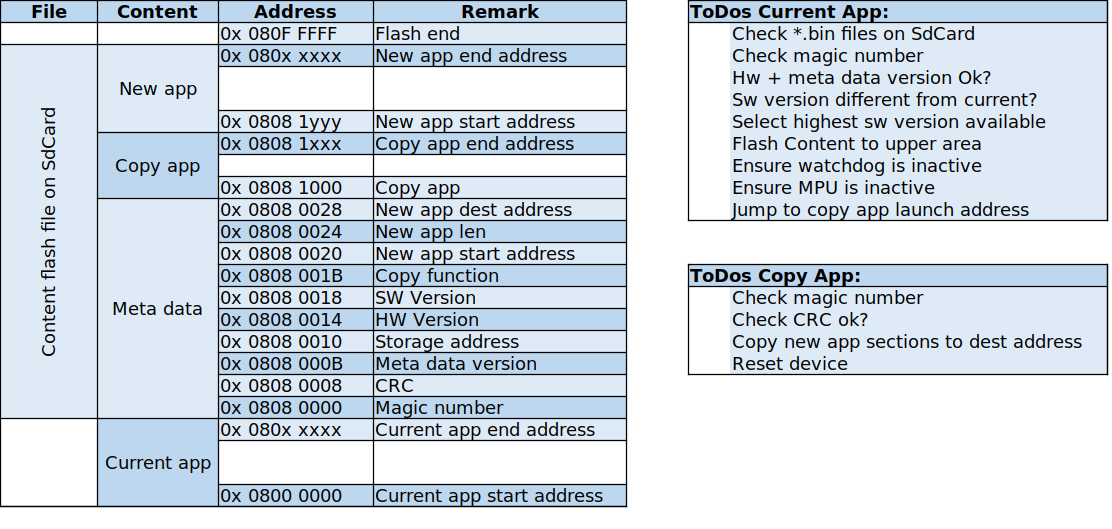 File Content Address Remark
0x 080F FFFF Flash end
0x 080x xxxx New app end address
New app
0x 0808 1yyy New app start address
0x 0808 1xxx Copy app end address
Copy app
0x 0808 1000 Copy app
0x 0808 0028 New app dest address
0x 0808 0024 New app len
0x 0808 0020 New app start address
0x 0808 001B Copy function
0x 0808 0018 SW Version
Content flash file on SdCard
Meta data
0x 0808 0014 HW Version
0x 0808 0010 Storage address
0x 0808 000B Meta data version
0x 0808 0008 CRC
0x 0808 0000 Magic number
0x 080x xxxx Current app end address
Current app
0x 0800 0000 Current app start address
ToDos Current App:
Check *.bin files on SdCard
Check magic number
Hw + meta data version Ok?
Sw version different from current?
Select highest sw version available
Flash Content to upper area
Ensure watchdog is inactive
Ensure MPU is inactive
Jump to copy app launch address
ToDos Copy App:
Check magic number
Check CRC ok?
Copy new app sections to dest address
Reset device